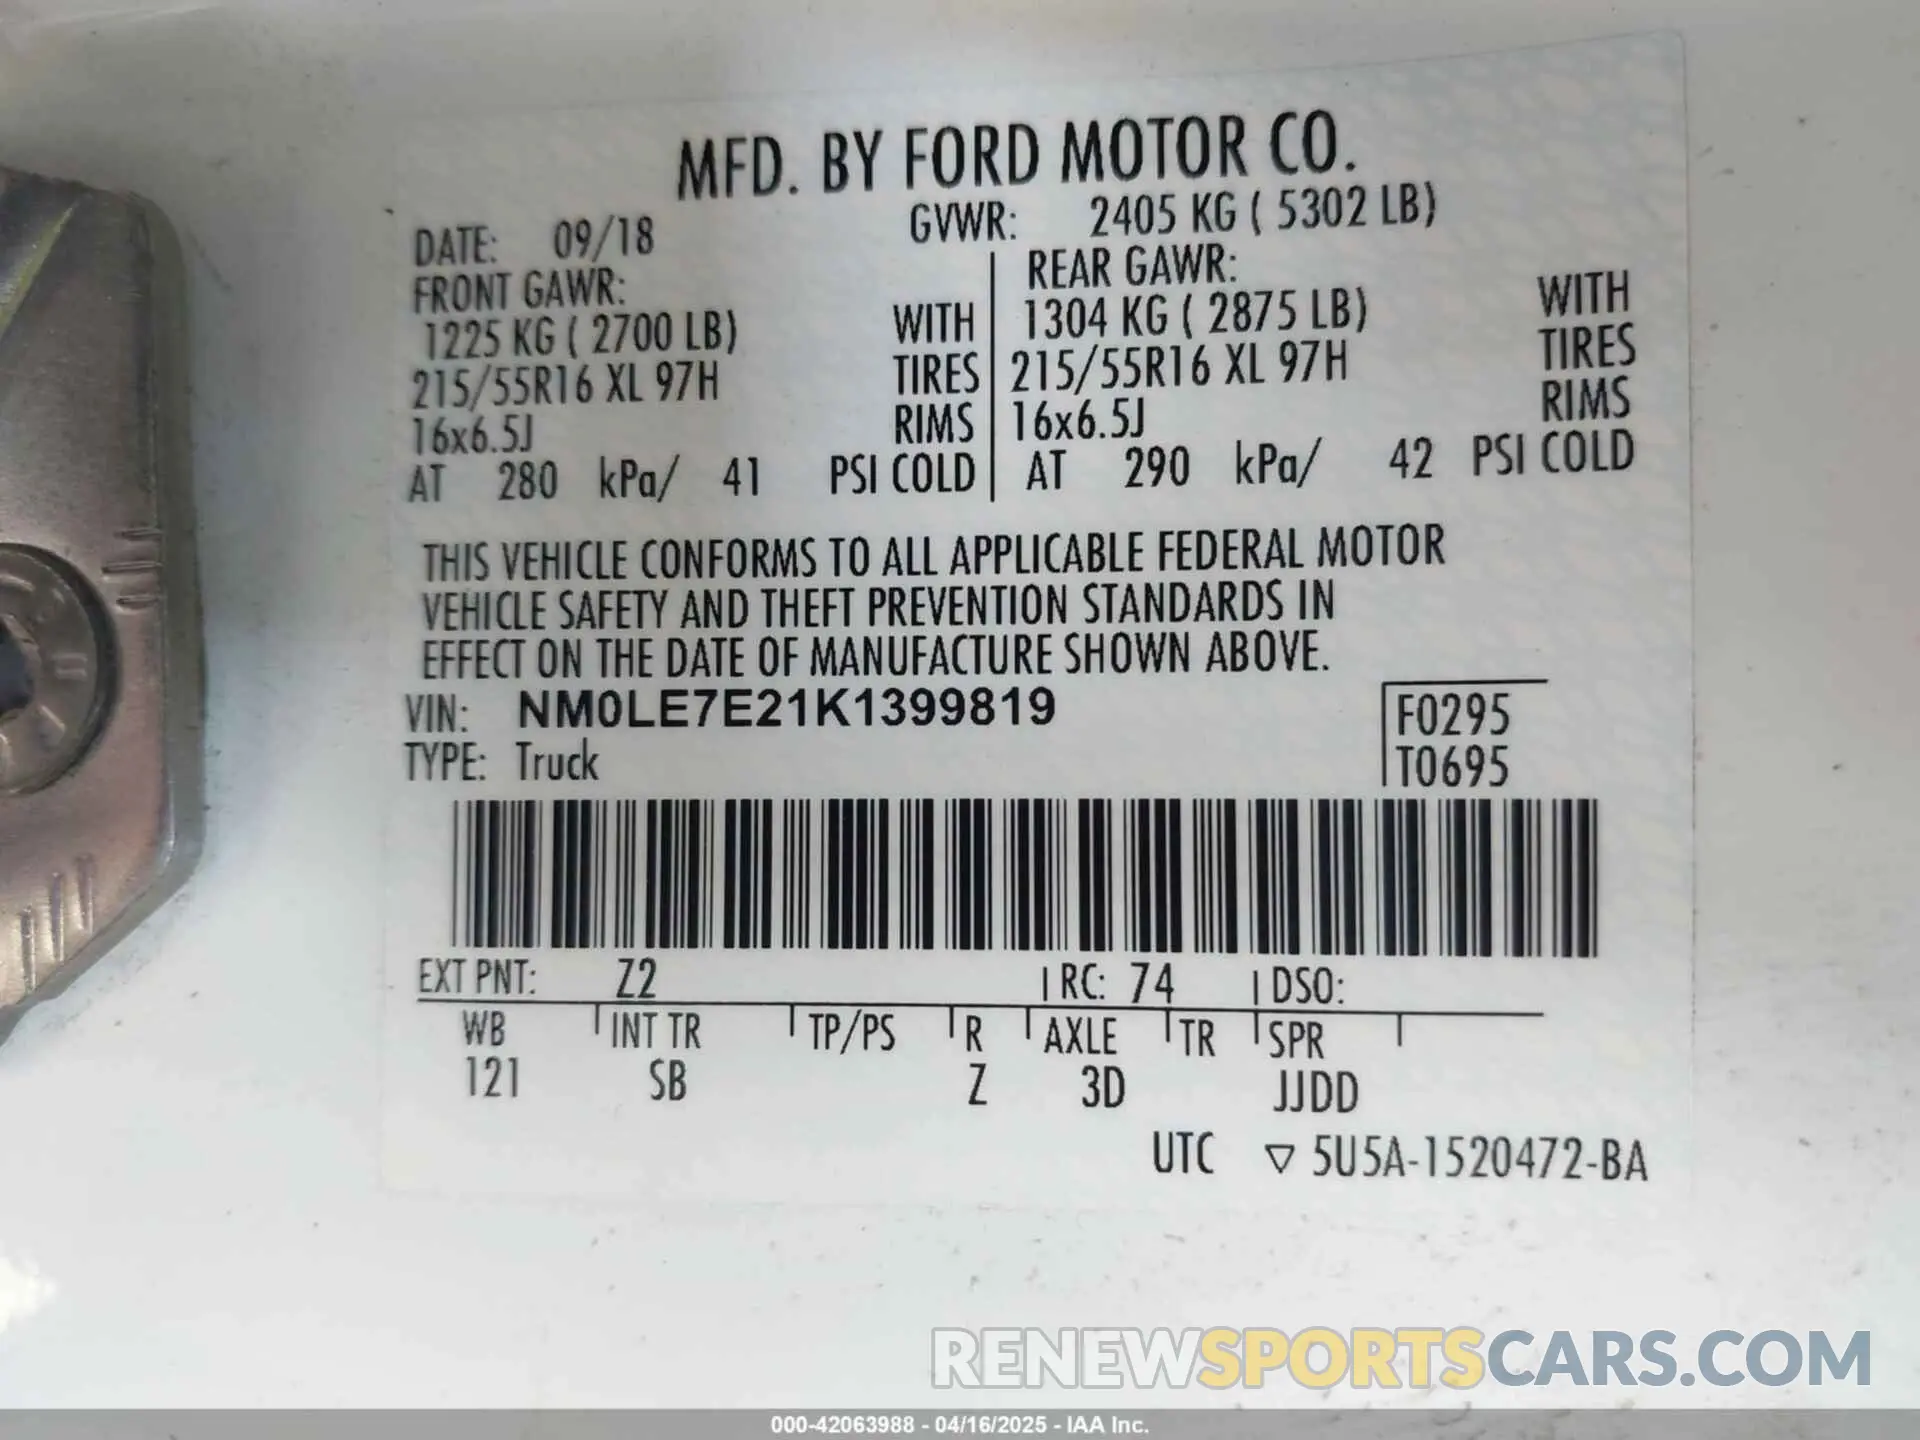 MFD. BY FORD MOTOR CO.
DATE: 09/18 GVWR: 2405 KG ( 5302 LB)
FRONT GAWR: REAR GAWR:
1225 KG ( 2700 LB) WITH 1304 KG ( 2875 LB) WITH
215/55R16 XL 97H TIRES 215/55R16 XL 97H TIRES
16x6.5J RIMS 16x6.5J RIMS
AT 280 kPa/ 41 PSI COLD AT 290 kPa/ 42 PSI COLD
THIS VEHICLE CONFORMS TO ALL APPLICABLE FEDERAL MOTOR
VEHICLE SAFETY AND THEFT PREVENTION STANDARDS IN
EFFECT ON THE DATE OF MANUFACTURE SHOWN ABOVE.
VIN: NM0LE7E21K1399819 F0295
TYPE: Truck T0695
EXT PNT: Z2 RC: 74 DSO:
WB INT TR TP/PS R AXLE TR SPR
121 SB Z 3D JJDD
UTC ▽ 5U5A-1520472-BA
RENEWSPORTSCARS.COM
000-42063988 - 04/16/2025 - IAA Inc.